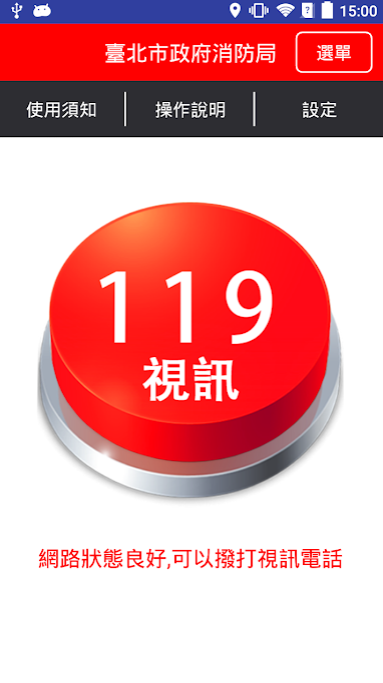 15:00
臺北市政府消防局
選單
使用須知
操作說明
設定
119
視訊
網路狀態良好,可以撥打視訊電話